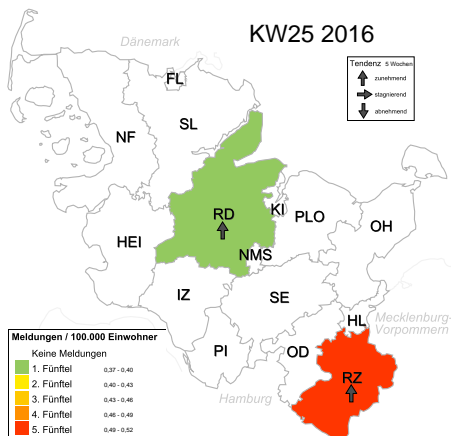 KW25 2016
Dänemark
Tendenz 5 Wochen
zunehmend
stagnierend
abnehmend
FL
SL
NF
RD
KI
PLO
OH
HEI
NMS
IZ
SE
HL
Mecklenburg-
Vorpommern
PI
OD
RZ
Hamburg
Meldungen / 100.000 Einwohner
Keine Meldungen
1. Fünftel 0,37 - 0,40
2. Fünftel 0,40 - 0,43
3. Fünftel 0,43 - 0,46
4. Fünftel 0,46 - 0,49
5. Fünftel 0,49 - 0,52